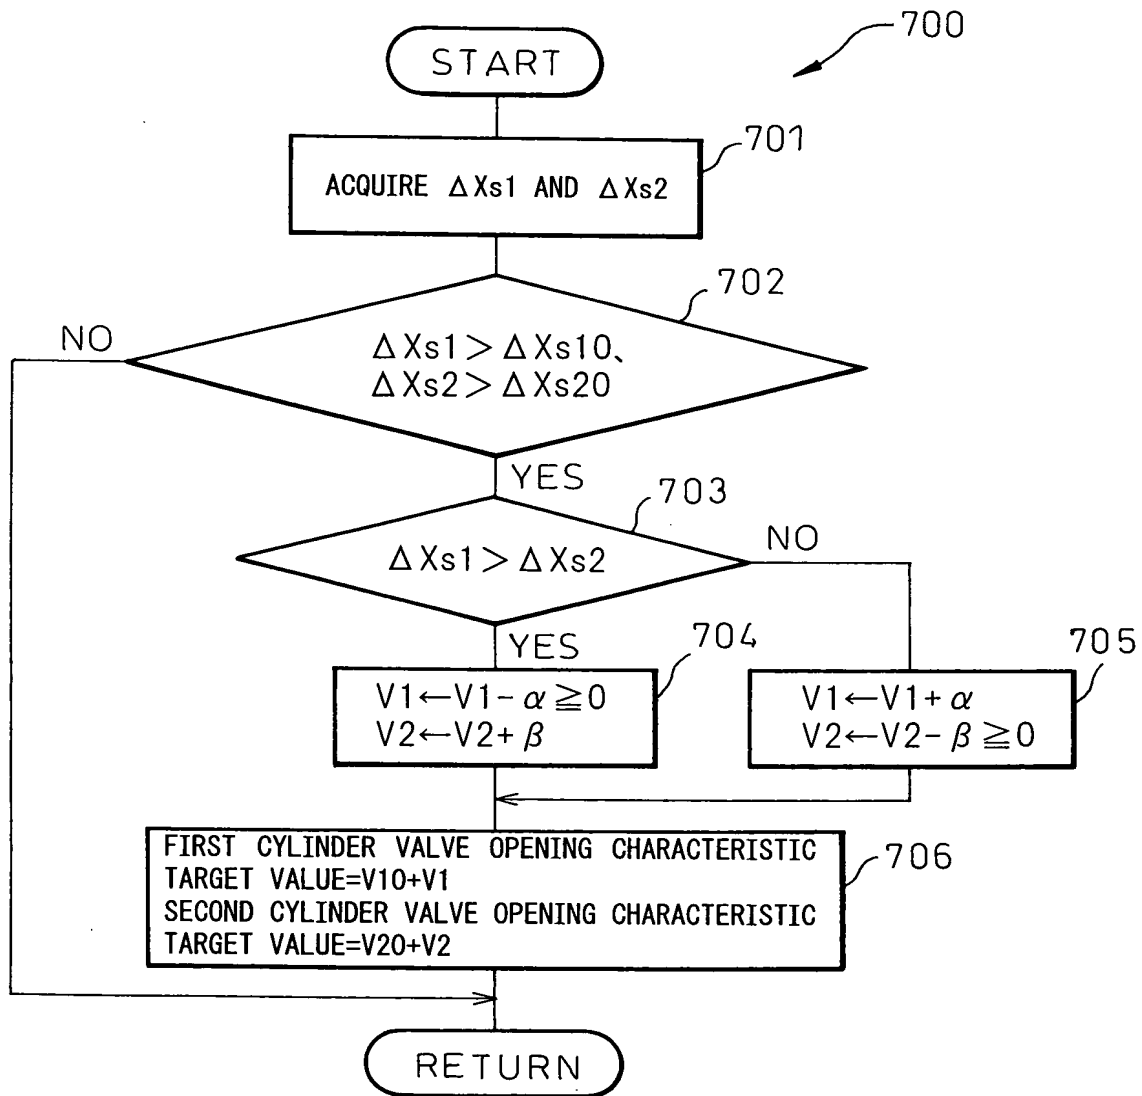 700
START
701
ACQUIRE ΔXs1 AND ΔXs2
702
NO
ΔXs1>ΔXs10、
ΔXs2>ΔXs20
YES
703
ΔXs1>ΔXs2
NO
YES
704
705
V1←V1-α≧0
V2←V2+β
V1←V1+α
V2←V2-β≧0
FIRST CYLINDER VALVE OPENING CHARACTERISTIC
TARGET VALUE=V10+V1
SECOND CYLINDER VALVE OPENING CHARACTERISTIC
TARGET VALUE=V20+V2
706
RETURN